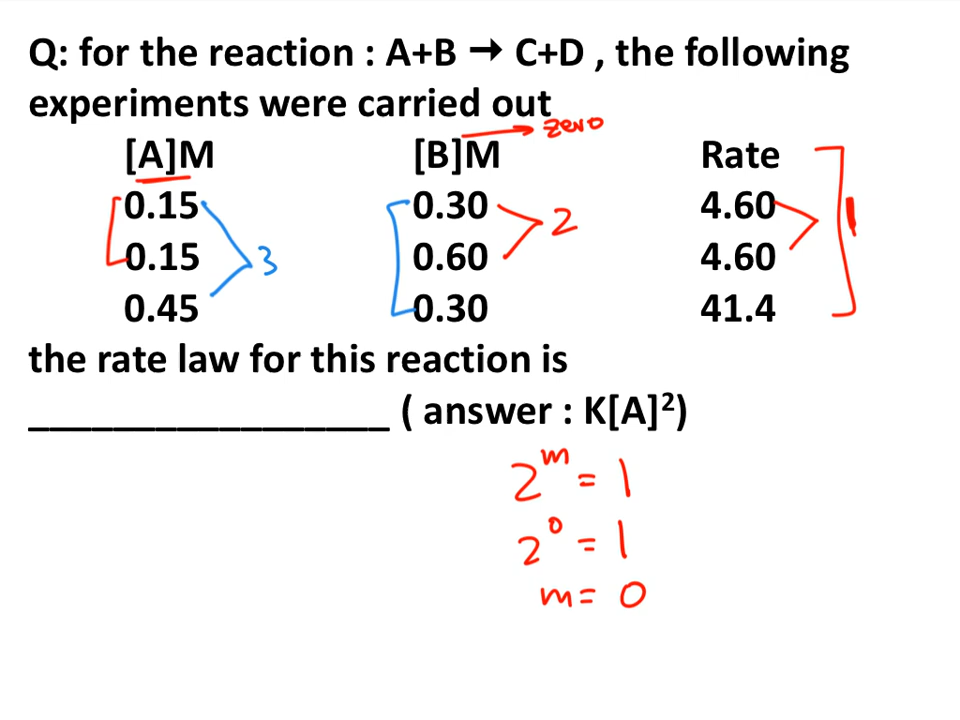 Q: for the reaction : A+B → C+D , the following
experiments were carried out
zero
[A]M [B]M Rate
0.15 0.30 4.60
2 1
0.15 0.60 4.60
3
0.45 0.30 41.4
the rate law for this reaction is
_________________ ( answer : K[A]²)
2ᵐ = 1
2⁰ = 1
m = 0